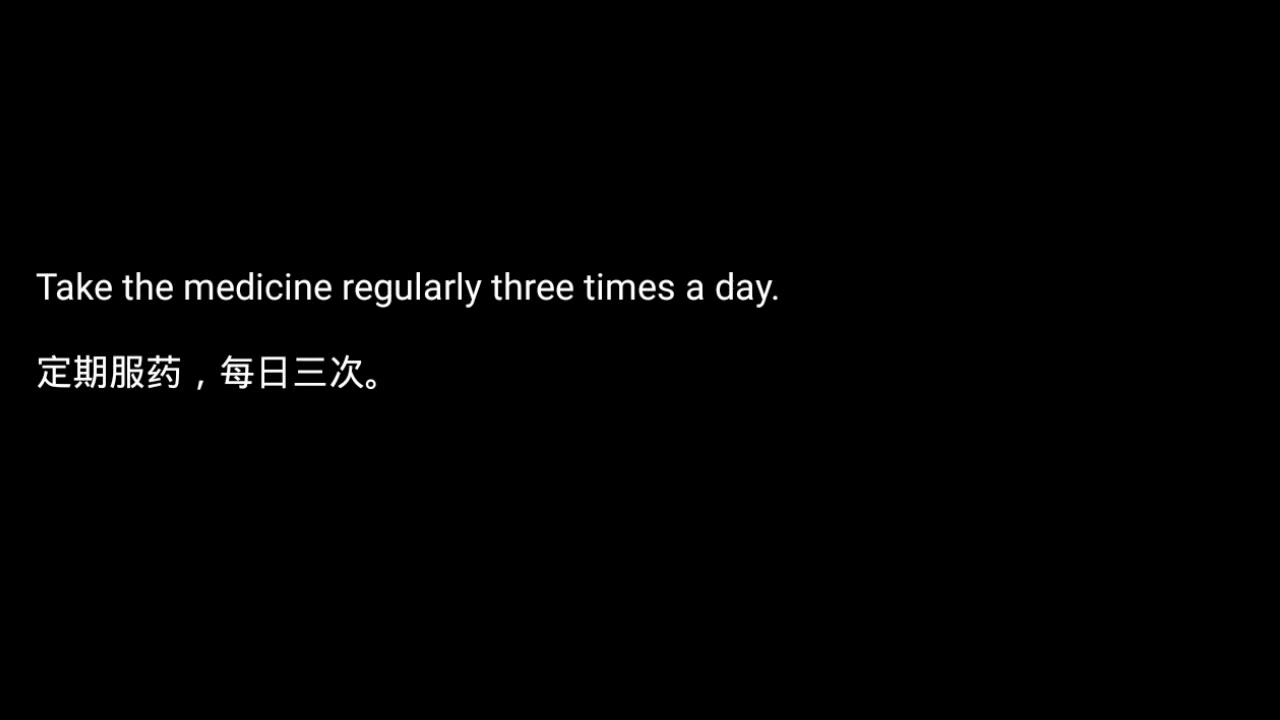 Take the medicine regularly three times a day.
定期服药，每日三次。